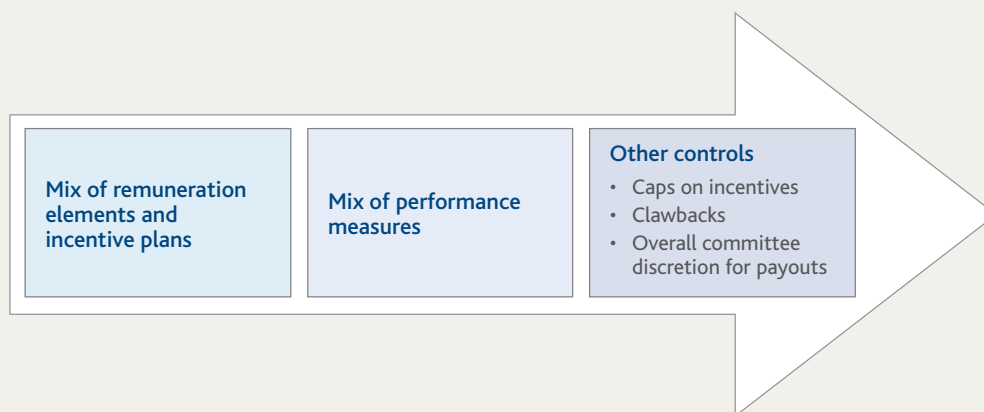 Mix of remuneration
elements and
incentive plans
Mix of performance
measures
Other controls
• Caps on incentives
• Clawbacks
• Overall committee
discretion for payouts